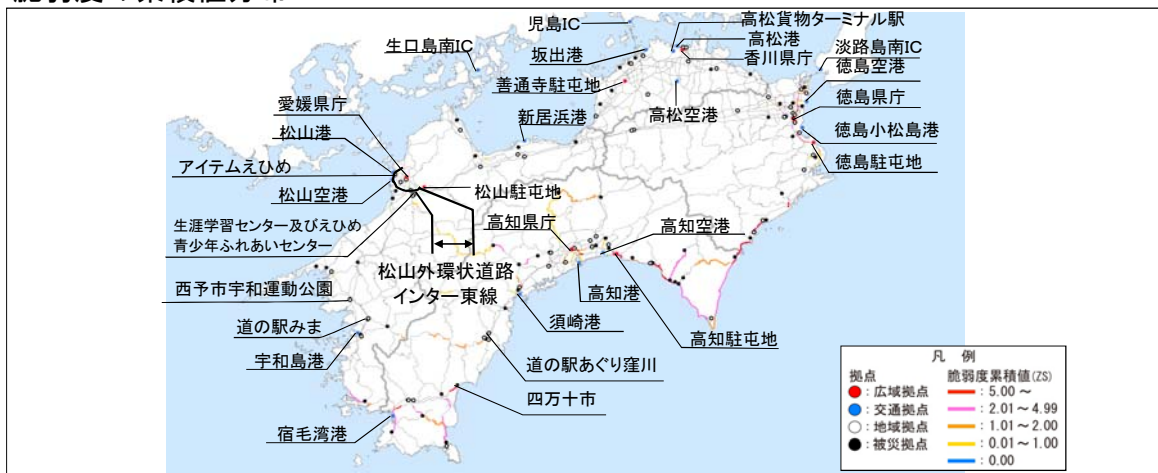 児島IC
高松貨物ターミナル駅
生口島南IC
坂出港
高松港
淡路島南IC
香川県庁
徳島空港
善通寺駐屯地
愛媛県庁
新居浜港
高松空港
徳島県庁
松山港
徳島小松島港
アイテムえひめ
徳島駐屯地
松山空港
松山駐屯地
生涯学習センター及びえひめ
青少年ふれあいセンター
高知県庁
高知空港
松山外環状道路
インター東線
西予市宇和運動公園
高知港
道の駅みま
須崎港
高知駐屯地
宇和島港
道の駅あぐり窪川
四万十市
宿毛湾港
凡 例
拠点 脆弱度累積値(ZS)
:広域拠点 :5.00~
:交通拠点 :2.01~4.99
:地域拠点 :1.01~2.00
:被災拠点 :0.01~1.00
:0.00